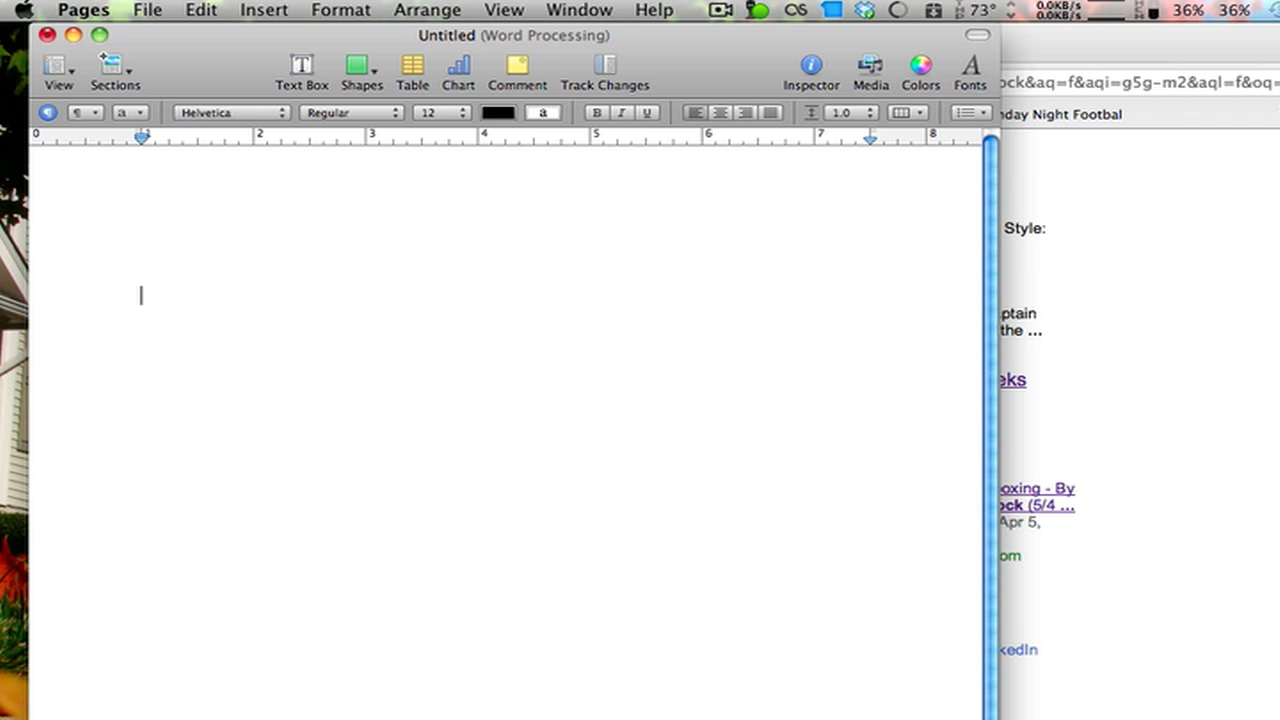 Pages File Edit Insert Format Arrange View Window Help 73° 0.0KB/s 0.0KB/s 36% 36%
Untitled (Word Processing)
View Sections Text Box Shapes Table Chart Comment Track Changes Inspector Media Colors Fonts
ock&aq=f&aqi=g5g-m2&aql=f&oq=
¶ a Helvetica Regular 12 a B I U 1.0
nday Night Footbal
0 1 2 3 4 5 6 7 8
Style:
ptain
the ...
eks
oxing - By
ock (5/4 ...
Apr 5,
om
kedIn